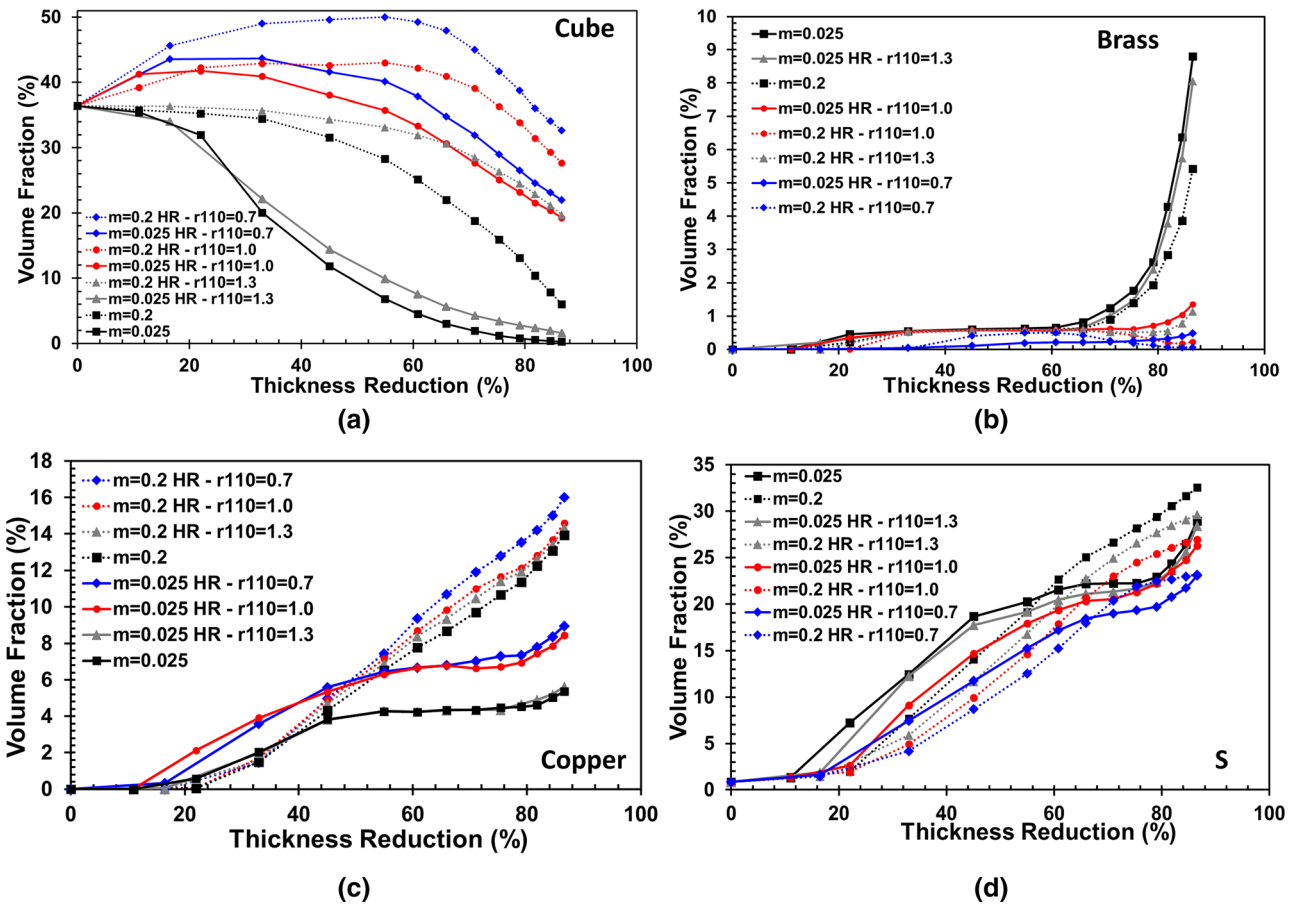 Cube
50
40
30
20
10
0
Volume Fraction (%)
m=0.2 HR - r110=0.7
m=0.025 HR - r110=0.7
m=0.2 HR - r110=1.0
m=0.025 HR - r110=1.0
m=0.2 HR - r110=1.3
m=0.025 HR - r110=1.3
m=0.2
m=0.025
0 20 40 60 80 100
Thickness Reduction (%)
(a)
Brass
10
9
8
7
6
5
4
3
2
1
0
Volume Fraction (%)
m=0.025
m=0.025 HR - r110=1.3
m=0.2
m=0.025 HR - r110=1.0
m=0.2 HR - r110=1.0
m=0.2 HR - r110=1.3
m=0.025 HR - r110=0.7
m=0.2 HR - r110=0.7
0 20 40 60 80 100
Thickness Reduction (%)
(b)
18
16
14
12
10
8
6
4
2
0
Volume Fraction (%)
m=0.2 HR - r110=0.7
m=0.2 HR - r110=1.0
m=0.2 HR - r110=1.3
m=0.2
m=0.025 HR - r110=0.7
m=0.025 HR - r110=1.0
m=0.025 HR - r110=1.3
m=0.025
Copper
0 20 40 60 80 100
Thickness Reduction (%)
(c)
35
30
25
20
15
10
5
0
Volume Fraction (%)
m=0.025
m=0.2
m=0.025 HR - r110=1.3
m=0.2 HR - r110=1.3
m=0.025 HR - r110=1.0
m=0.2 HR - r110=1.0
m=0.025 HR - r110=0.7
m=0.2 HR - r110=0.7
S
0 20 40 60 80 100
Thickness Reduction (%)
(d)